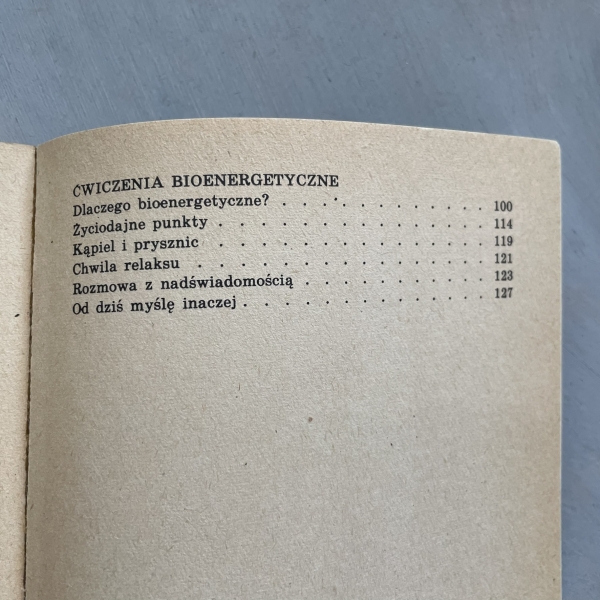 ĆWICZENIA BIOENERGETYCZNE
Dlaczego bioenergetyczne? . . . . . . . . . . . 100
Życiodajne punkty . . . . . . . . . . . . . . 114
Kąpiel i prysznic . . . . . . . . . . . . . . 119
Chwila relaksu . . . . . . . . . . . . . . . 121
Rozmowa z nadświadomością . . . . . . . . . . 123
Od dziś myślę inaczej . . . . . . . . . . . . . 127